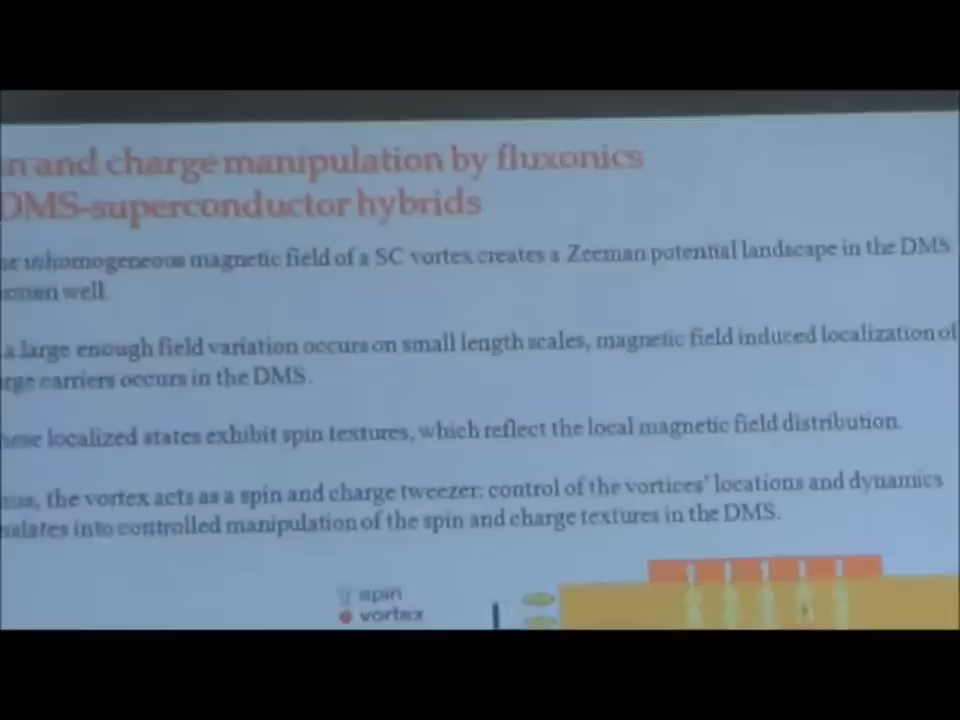 n and charge manipulation by fluxonics
DMS-superconductor hybrids
inhomogeneous magnetic field of a SC vortex creates a Zeeman potential landscape in the DMS
well.
a large enough field variation occurs on small length scales, magnetic field induced localization of
rge carriers occurs in the DMS.
hese localized states exhibit spin textures, which reflect the local magnetic field distribution.
the vortex acts as a spin and charge tweezer: control of the vortices' locations and dynamics
nslates into controlled manipulation of the spin and charge textures in the DMS.
spin
vortex